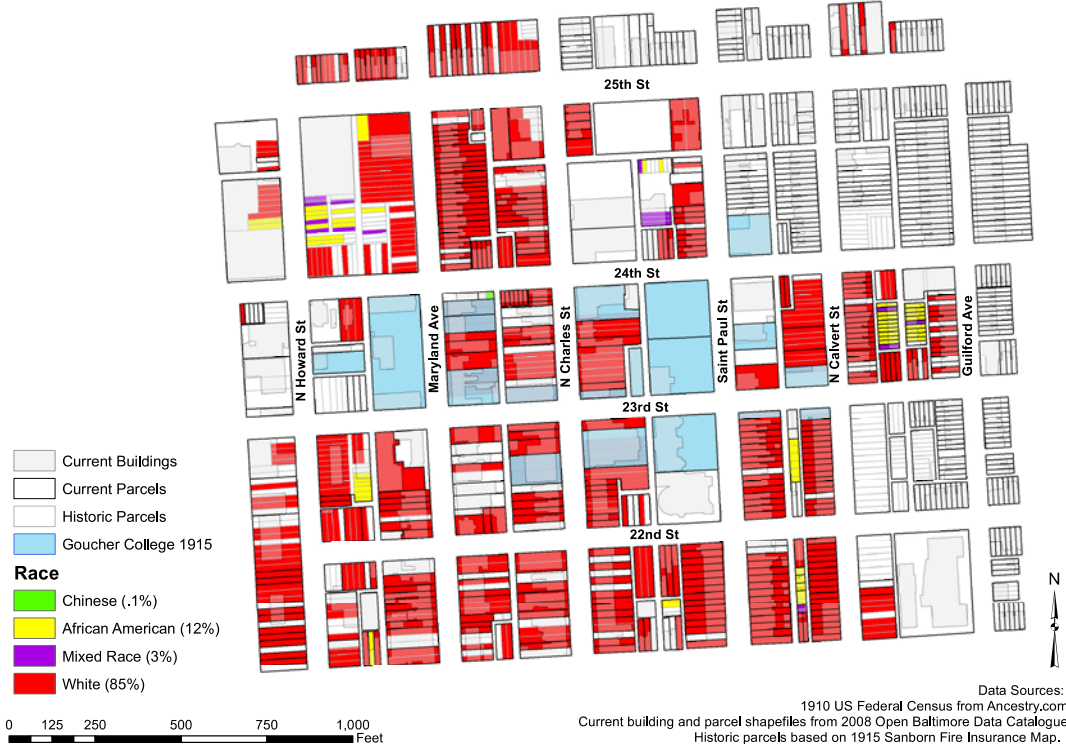 25th St
24th St
N Howard St
Maryland Ave
N Charles St
Saint Paul St
N Calvert St
Guilford Ave
23rd St
22nd St
Current Buildings
Current Parcels
Historic Parcels
Goucher College 1915
Race
Chinese (.1%)
African American (12%)
Mixed Race (3%)
White (85%)
N
0 125 250 500 750 1,000
Feet
Data Sources:
1910 US Federal Census from Ancestry.com
Current building and parcel shapefiles from 2008 Open Baltimore Data Catalogue
Historic parcels based on 1915 Sanborn Fire Insurance Map.